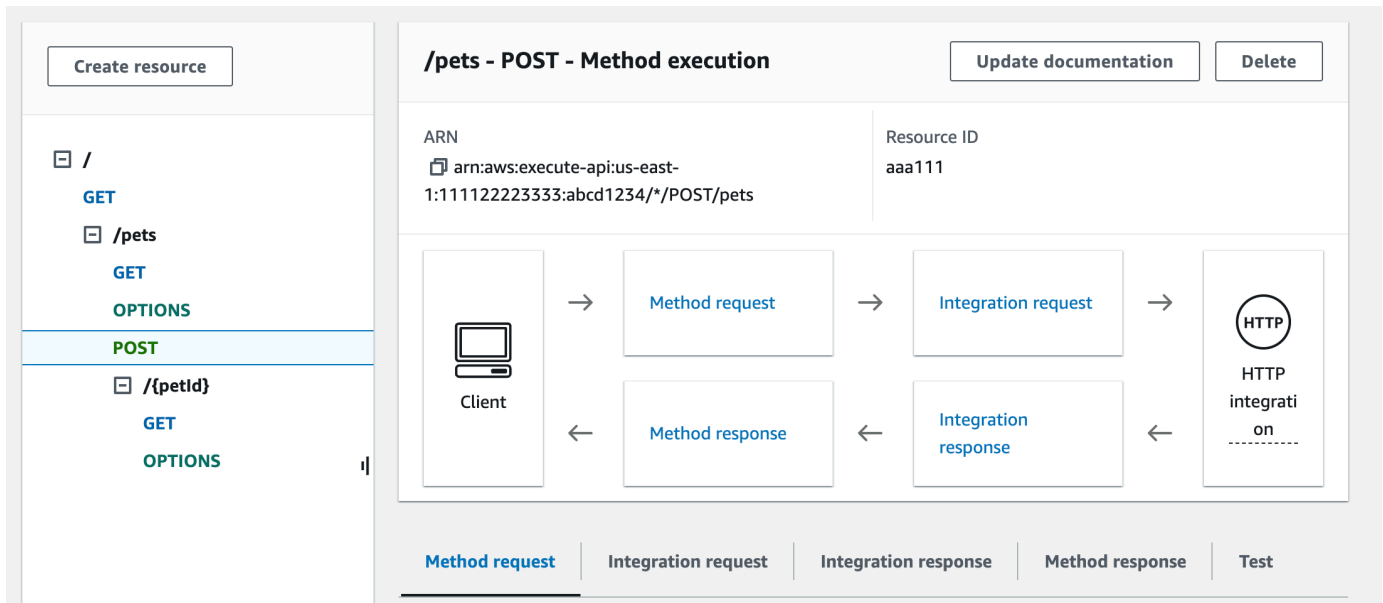 Create resource
/
GET
/pets
GET
OPTIONS
POST
/{petId}
GET
OPTIONS
/pets - POST - Method execution
Update documentation
Delete
ARN
arn:aws:execute-api:us-east-
1:111122223333:abcd1234/*/POST/pets
Resource ID
aaa111
Client
Method request
Integration request
HTTP
HTTP
integrati
on
Method response
Integration
response
Method request
Integration request
Integration response
Method response
Test